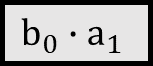 b₀ · a₁